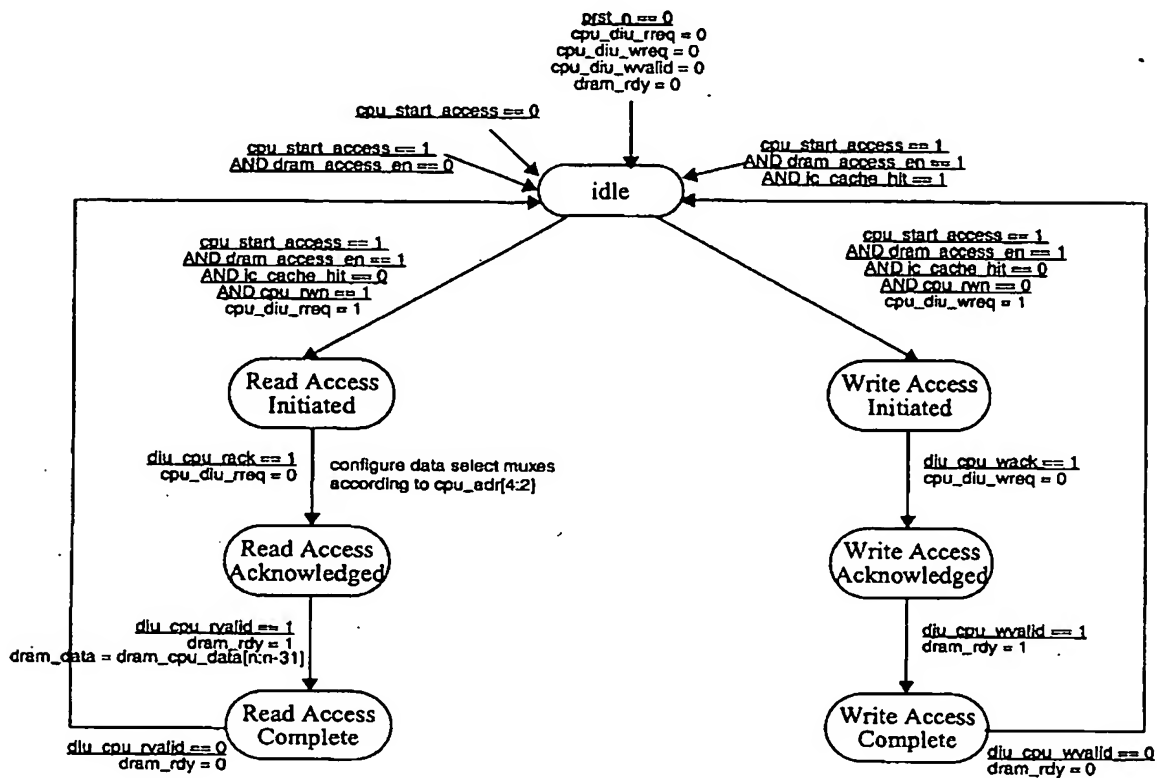 prst_n == 0
cpu_diu_rreq = 0
cpu_diu_wreq = 0
cpu_diu_wvalid = 0
dram_rdy = 0
cpu_start_access == 0
cpu_start_access == 1
AND dram_access_en == 0
cpu_start_access == 1
AND dram_access_en == 1
AND ic_cache_hit == 1
idle
cpu_start_access == 1
AND dram_access_en == 1
AND ic_cache_hit == 0
AND cpu_rwn == 1
cpu_diu_rreq = 1
cpu_start_access == 1
AND dram_access_en == 1
AND ic_cache_hit == 0
AND cpu_rwn == 0
cpu_diu_wreq = 1
Read Access
Initiated
Write Access
Initiated
diu_cpu_rack == 1
cpu_diu_rreq = 0
configure data select muxes
according to cpu_adr[4:2]
diu_cpu_wack == 1
cpu_diu_wreq = 0
Read Access
Acknowledged
Write Access
Acknowledged
diu_cpu_rvalid == 1
dram_rdy = 1
dram_data = dram_cpu_data[n:n-31]
diu_cpu_wvalid == 1
dram_rdy = 1
Read Access
Complete
Write Access
Complete
diu_cpu_rvalid == 0
dram_rdy = 0
diu_cpu_wvalid == 0
dram_rdy = 0